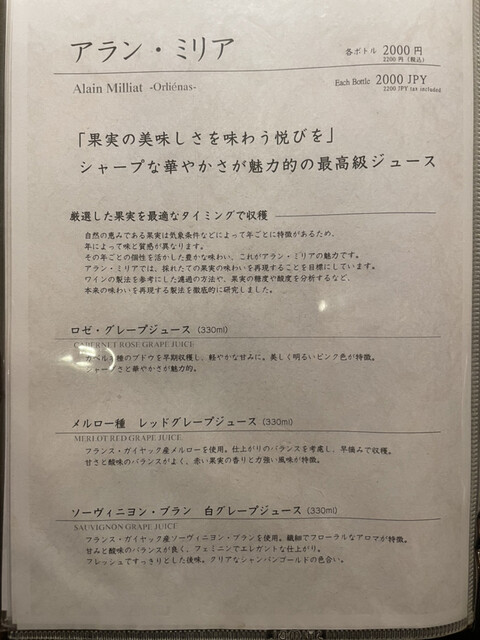 アラン・ミリア
各ボトル 2000円
2200円(税込)
Alain Milliat -Orliénas-
Each Bottle 2000 JPY
2200 JPY tax included
「果実の美味しさを味わう悦びを」
シャープな華やかさが魅力的の最高級ジュース
厳選した果実を最適なタイミングで収穫
自然の恵みである果実は気象条件などによって年ごとに特徴があるため、
年によって味と質感が異なります。
その年ごとの個性を活かした豊かな味わい、これがアラン・ミリアの魅力です。
アラン・ミリアでは、採れたての果実の味わいを再現することを目標にしています。
ワインの製法を参考にした濾過の方法や、果実の糖度や酸度を分析するなど、
本来の味わいを再現する製法を徹底的に研究しました。
ロゼ・グレープジュース (330ml)
CABERNET ROSE GRAPE JUICE
種のブドウを早期収穫し、軽やかな甘みに。美しく明るいピンク色が特徴。
さと華やかさが魅力的。
メルロー種 レッドグレープジュース (330ml)
MERLOT RED GRAPE JUICE
フランス・ガイヤック産メルローを使用。仕上がりのバランスを考慮し、早摘みで収穫。
甘さと酸味のバランスがよく、赤い果実の香りと力強い風味が特徴。
ソーヴィニヨン・ブラン 白グレープジュース (330ml)
SAUVIGNON GRAPE JUICE
フランス・ガイヤック産ソーヴィニヨン・ブランを使用。繊細でフローラルなアロマが特徴。
甘みと酸味のバランスが良く、フェミニンでエレガントな仕上がり。
フレッシュですっきりとした後味。クリアなシャンパンゴールドの色合い。